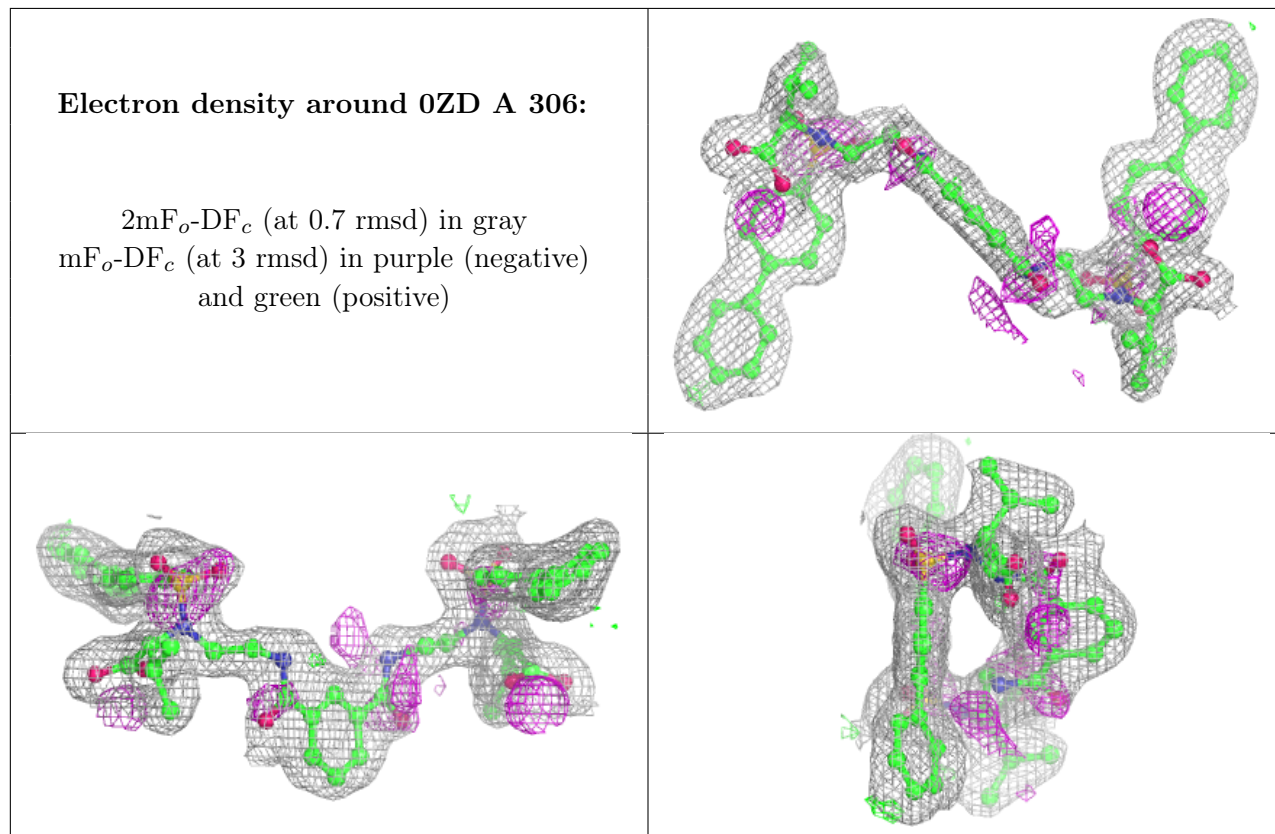 Electron density around 0ZD A 306:
2mFo-DFc (at 0.7 rmsd) in gray
mFo-DFc (at 3 rmsd) in purple (negative)
and green (positive)